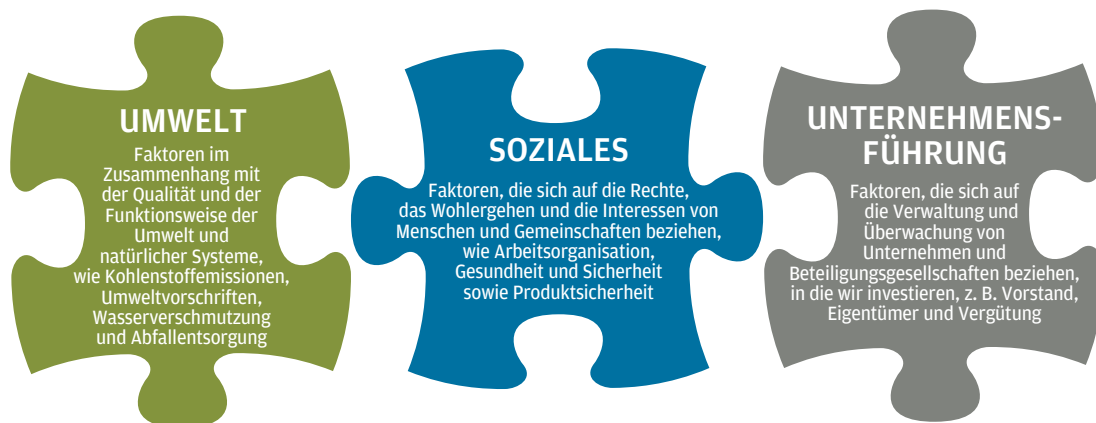 UMWELT
Faktoren im
Zusammenhang mit
der Qualität und der
Funktionsweise der
Umwelt und
natürlicher Systeme,
wie Kohlenstoffemissionen,
Umweltvorschriften,
Wasserverschmutzung
und Abfallentsorgung
SOZIALES
Faktoren, die sich auf die Rechte,
das Wohlergehen und die Interessen von
Menschen und Gemeinschaften beziehen,
wie Arbeitsorganisation,
Gesundheit und Sicherheit
sowie Produktsicherheit
UNTERNEHMENS-
FÜHRUNG
Faktoren, die sich auf
die Verwaltung und
Überwachung von
Unternehmen und
Beteiligungsgesellschaften beziehen,
in die wir investieren, z. B. Vorstand,
Eigentümer und Vergütung